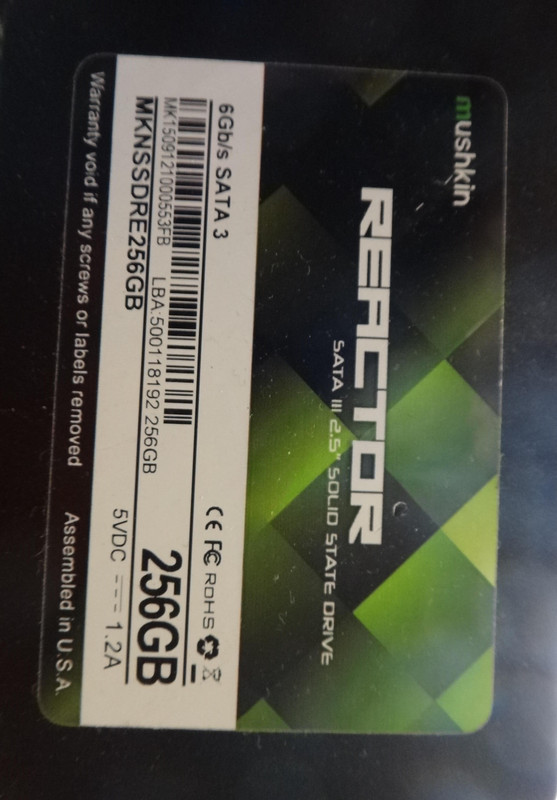 mushkin
REACTOR
SATA III 2.5" SOLID STATE DRIVE
6Gb/s SATA 3
CE FC ROHS
MK1509121000553FB
LBA:500118192 256GB
256GB
MKNSSDRE256GB
5VDC 1.2A
Warranty void if any screws or labels removed
Assembled in U.S.A.